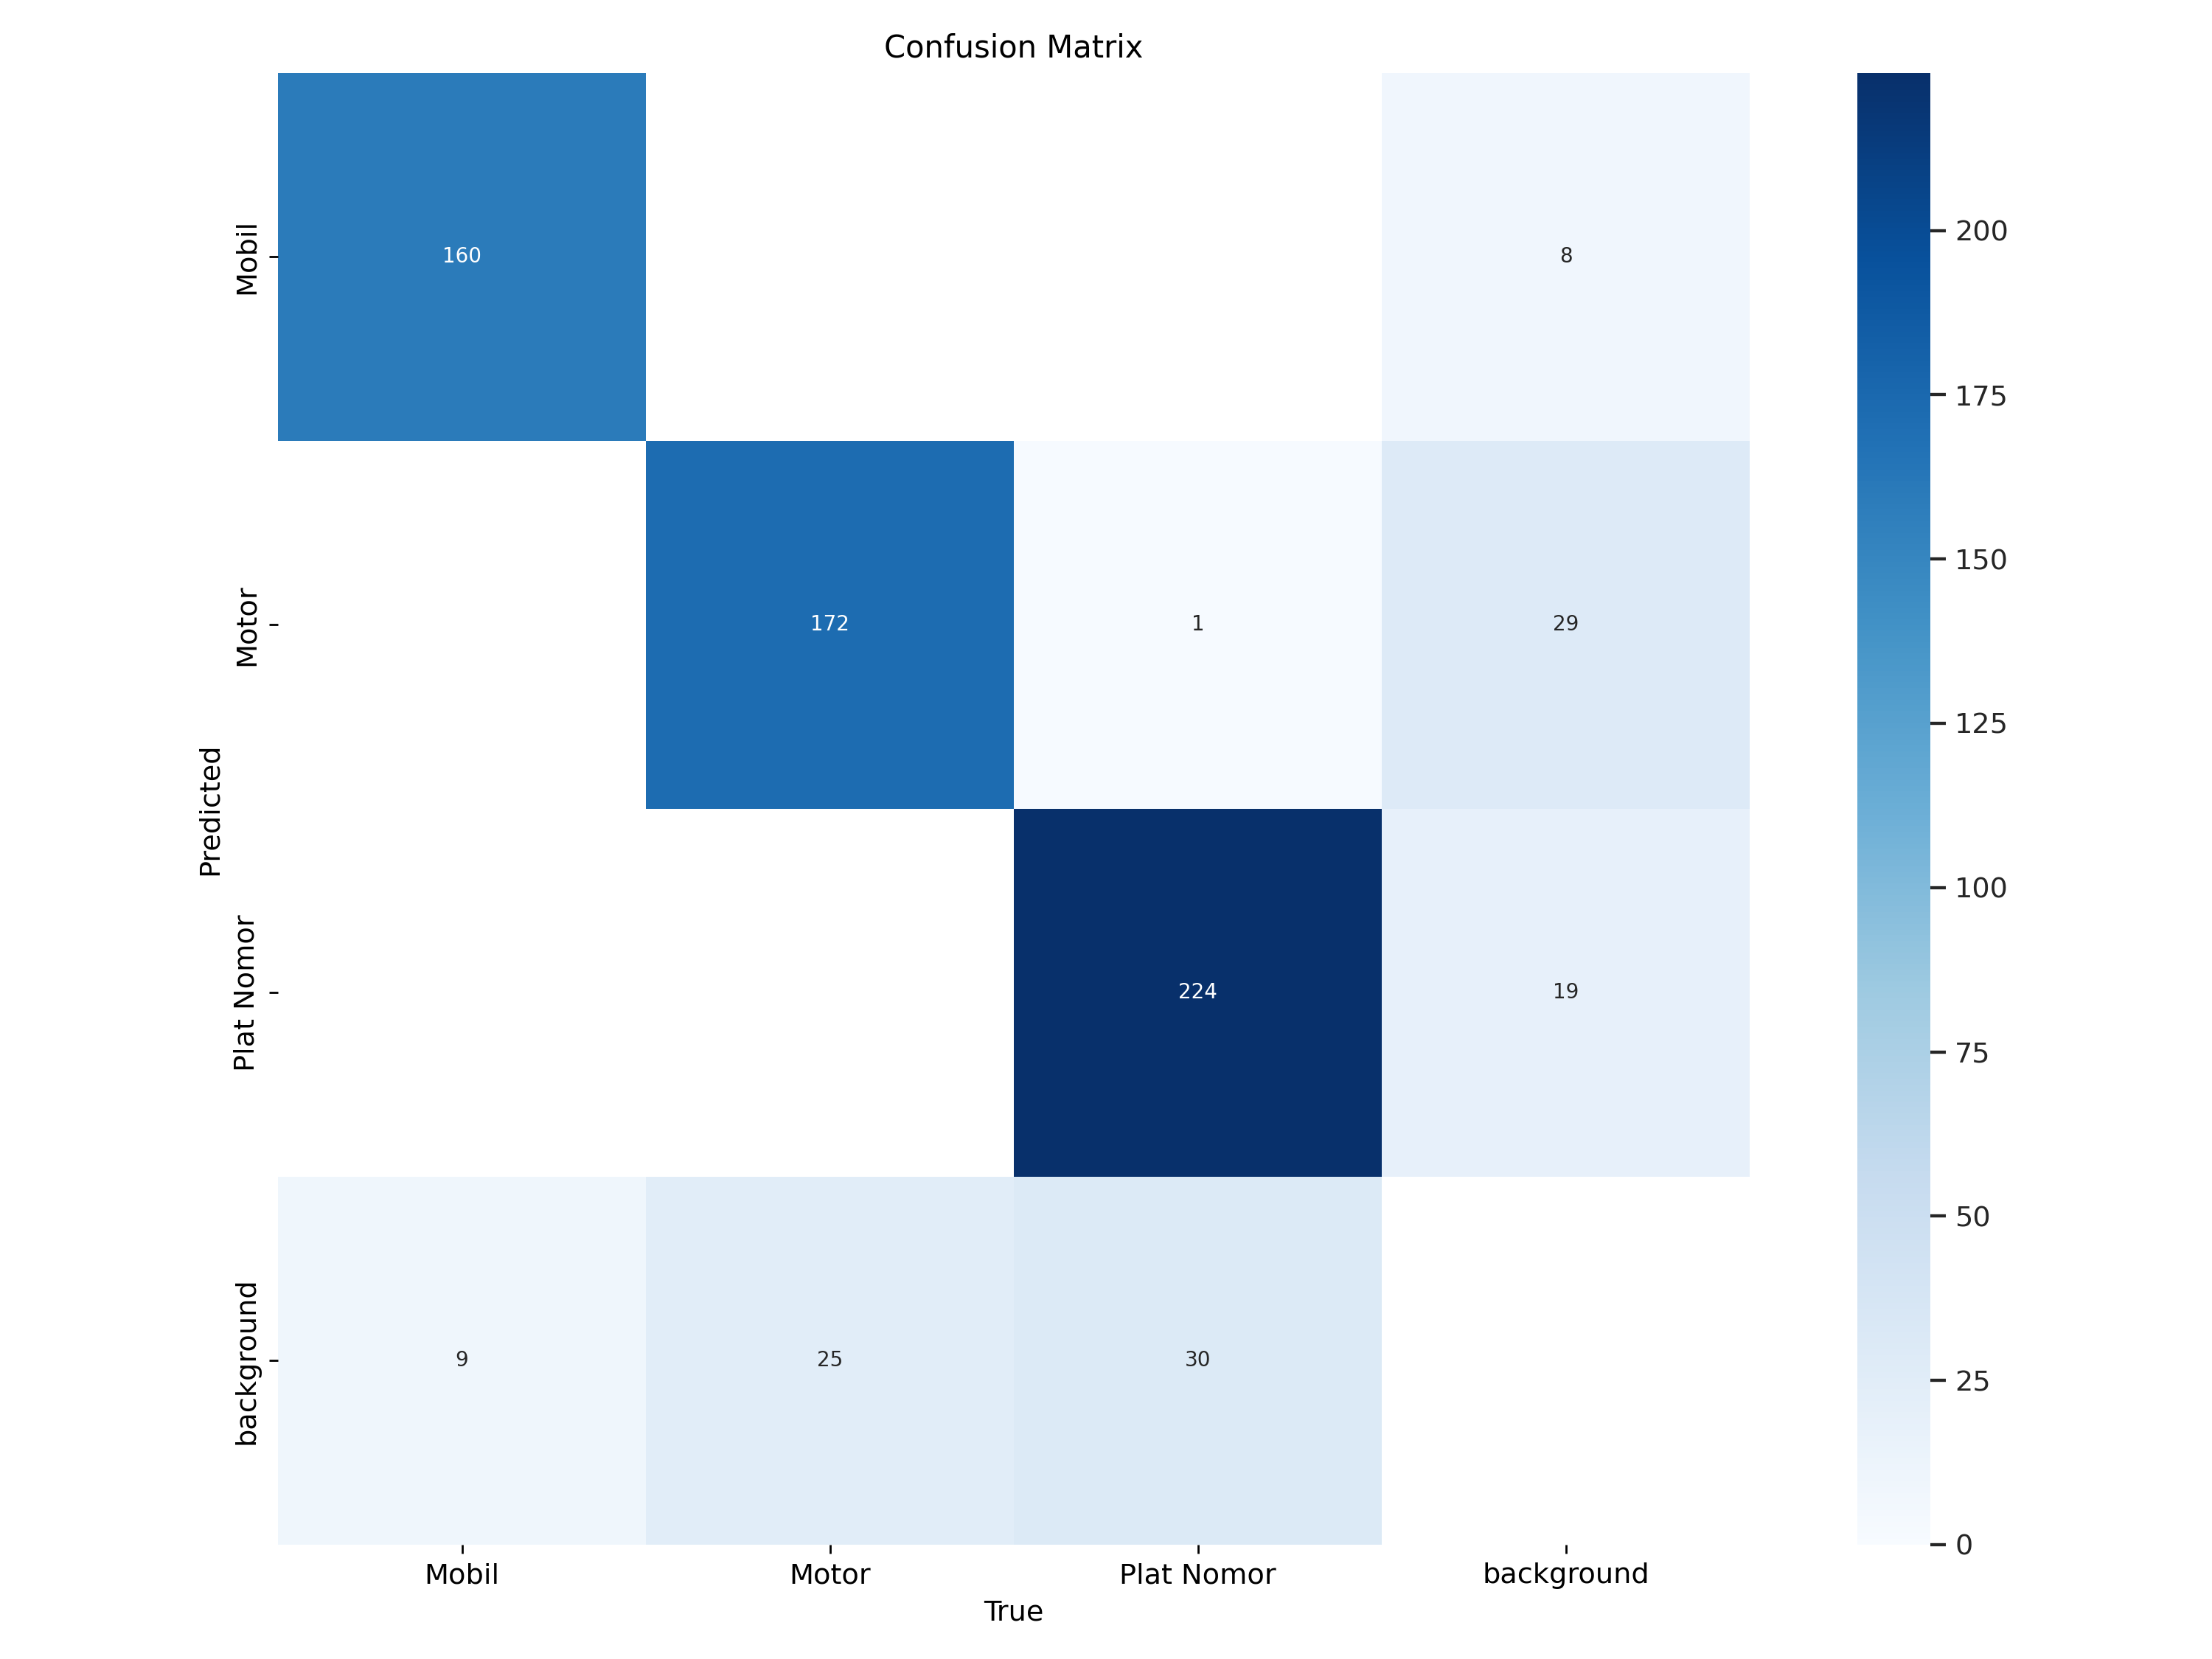 Confusion Matrix
Mobil
160
8
Motor
172
1
29
Predicted
Plat Nomor
224
19
background
9
25
30
Mobil
Motor
Plat Nomor
background
True
200
175
150
125
100
75
50
25
0